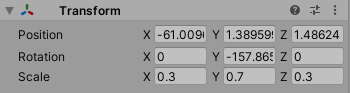 Transform
Position X -61.009 Y 1.38959 Z 1.48624
Rotation X 0 Y -157.865 Z 0
Scale X 0.3 Y 0.7 Z 0.3